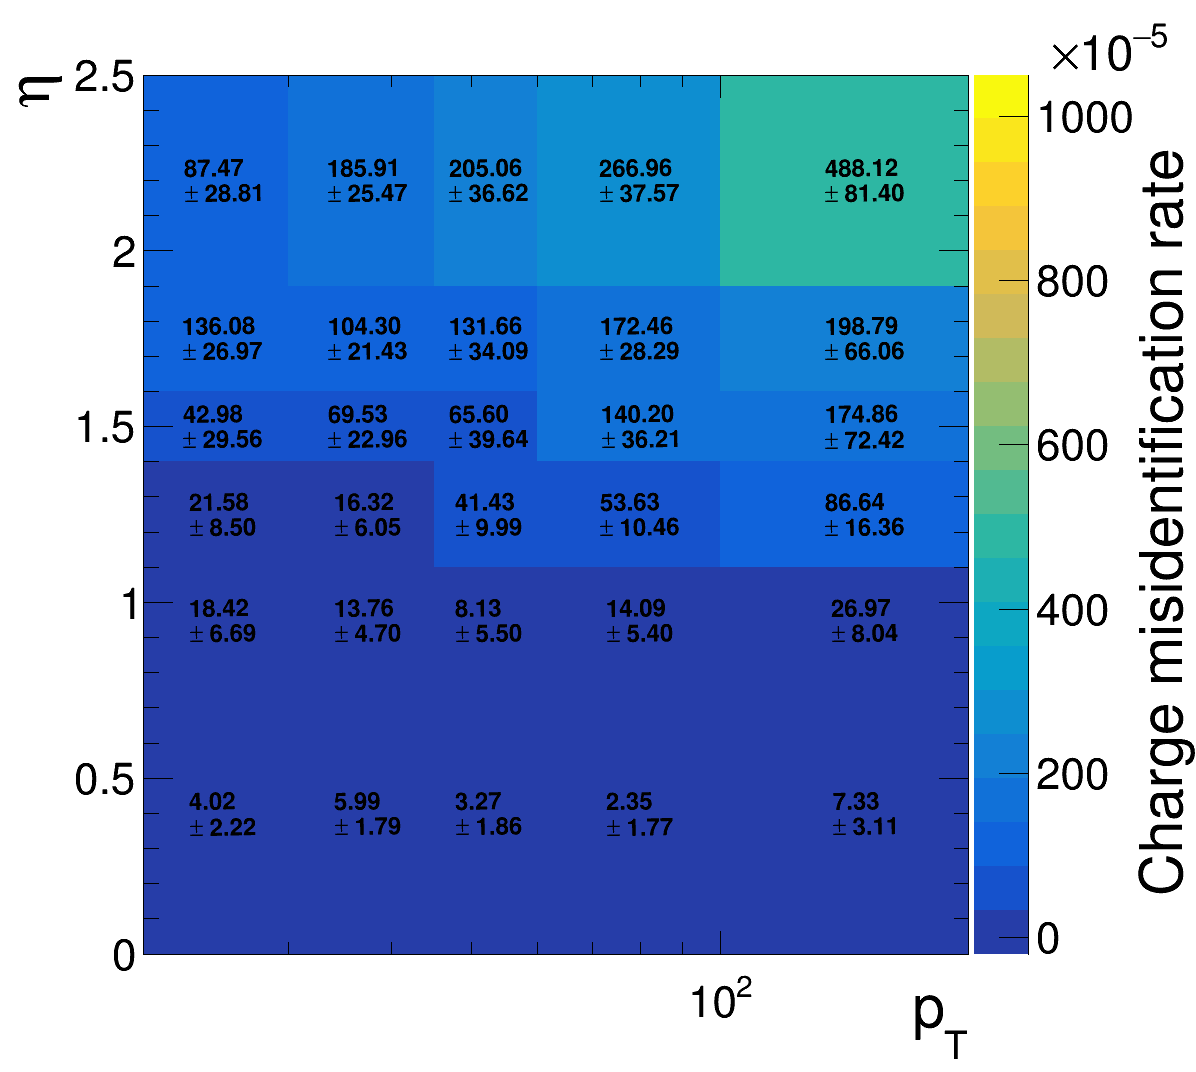 ×10⁻⁵
η
2.5
2
1.5
1
0.5
0
87.47 185.91 205.06 266.96 488.12
± 28.81 ± 25.47 ± 36.62 ± 37.57 ± 81.40
136.08 104.30 131.66 172.46 198.79
± 26.97 ± 21.43 ± 34.09 ± 28.29 ± 66.06
42.98 69.53 65.60 140.20 174.86
± 29.56 ± 22.96 ± 39.64 ± 36.21 ± 72.42
21.58 16.32 41.43 53.63 86.64
± 8.50 ± 6.05 ± 9.99 ± 10.46 ± 16.36
18.42 13.76 8.13 14.09 26.97
± 6.69 ± 4.70 ± 5.50 ± 5.40 ± 8.04
4.02 5.99 3.27 2.35 7.33
± 2.22 ± 1.79 ± 1.86 ± 1.77 ± 3.11
10²
p_T
1000
800
600
400
200
0
Charge misidentification rate